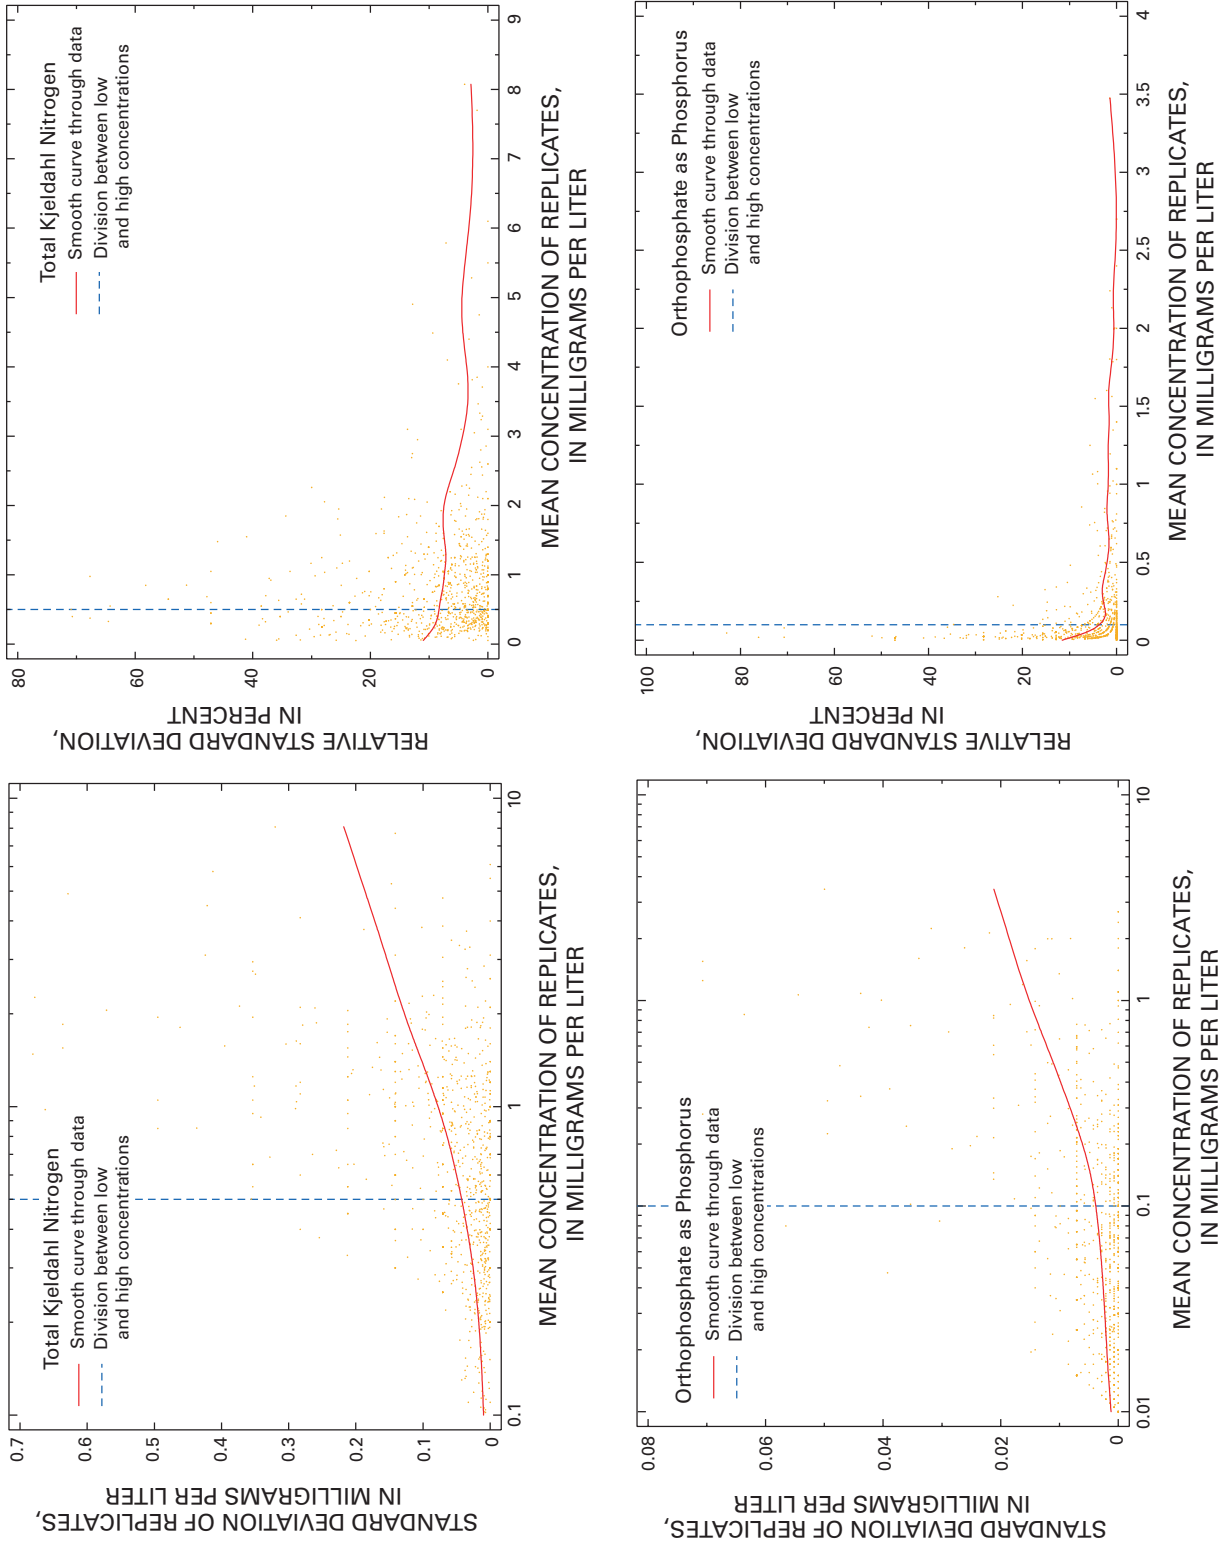 Total Kjeldahl Nitrogen
Smooth curve through data
Division between low
and high concentrations
0.7
0.6
0.5
0.4
0.3
0.2
0.1
0
0.1
1
10
STANDARD DEVIATION OF REPLICATES,
IN MILLIGRAMS PER LITER
MEAN CONCENTRATION OF REPLICATES,
IN MILLIGRAMS PER LITER
Total Kjeldahl Nitrogen
Smooth curve through data
Division between low
and high concentrations
80
60
40
20
0
0
1
2
3
4
5
6
7
8
9
RELATIVE STANDARD DEVIATION,
IN PERCENT
MEAN CONCENTRATION OF REPLICATES,
IN MILLIGRAMS PER LITER
Orthophosphate as Phosphorus
Smooth curve through data
Division between low
and high concentrations
0.08
0.06
0.04
0.02
0
0.01
0.1
1
10
STANDARD DEVIATION OF REPLICATES,
IN MILLIGRAMS PER LITER
MEAN CONCENTRATION OF REPLICATES,
IN MILLIGRAMS PER LITER
Orthophosphate as Phosphorus
Smooth curve through data
Division between low
and high concentrations
100
80
60
40
20
0
0
0.5
1
1.5
2
2.5
3
3.5
4
RELATIVE STANDARD DEVIATION,
IN PERCENT
MEAN CONCENTRATION OF REPLICATES,
IN MILLIGRAMS PER LITER